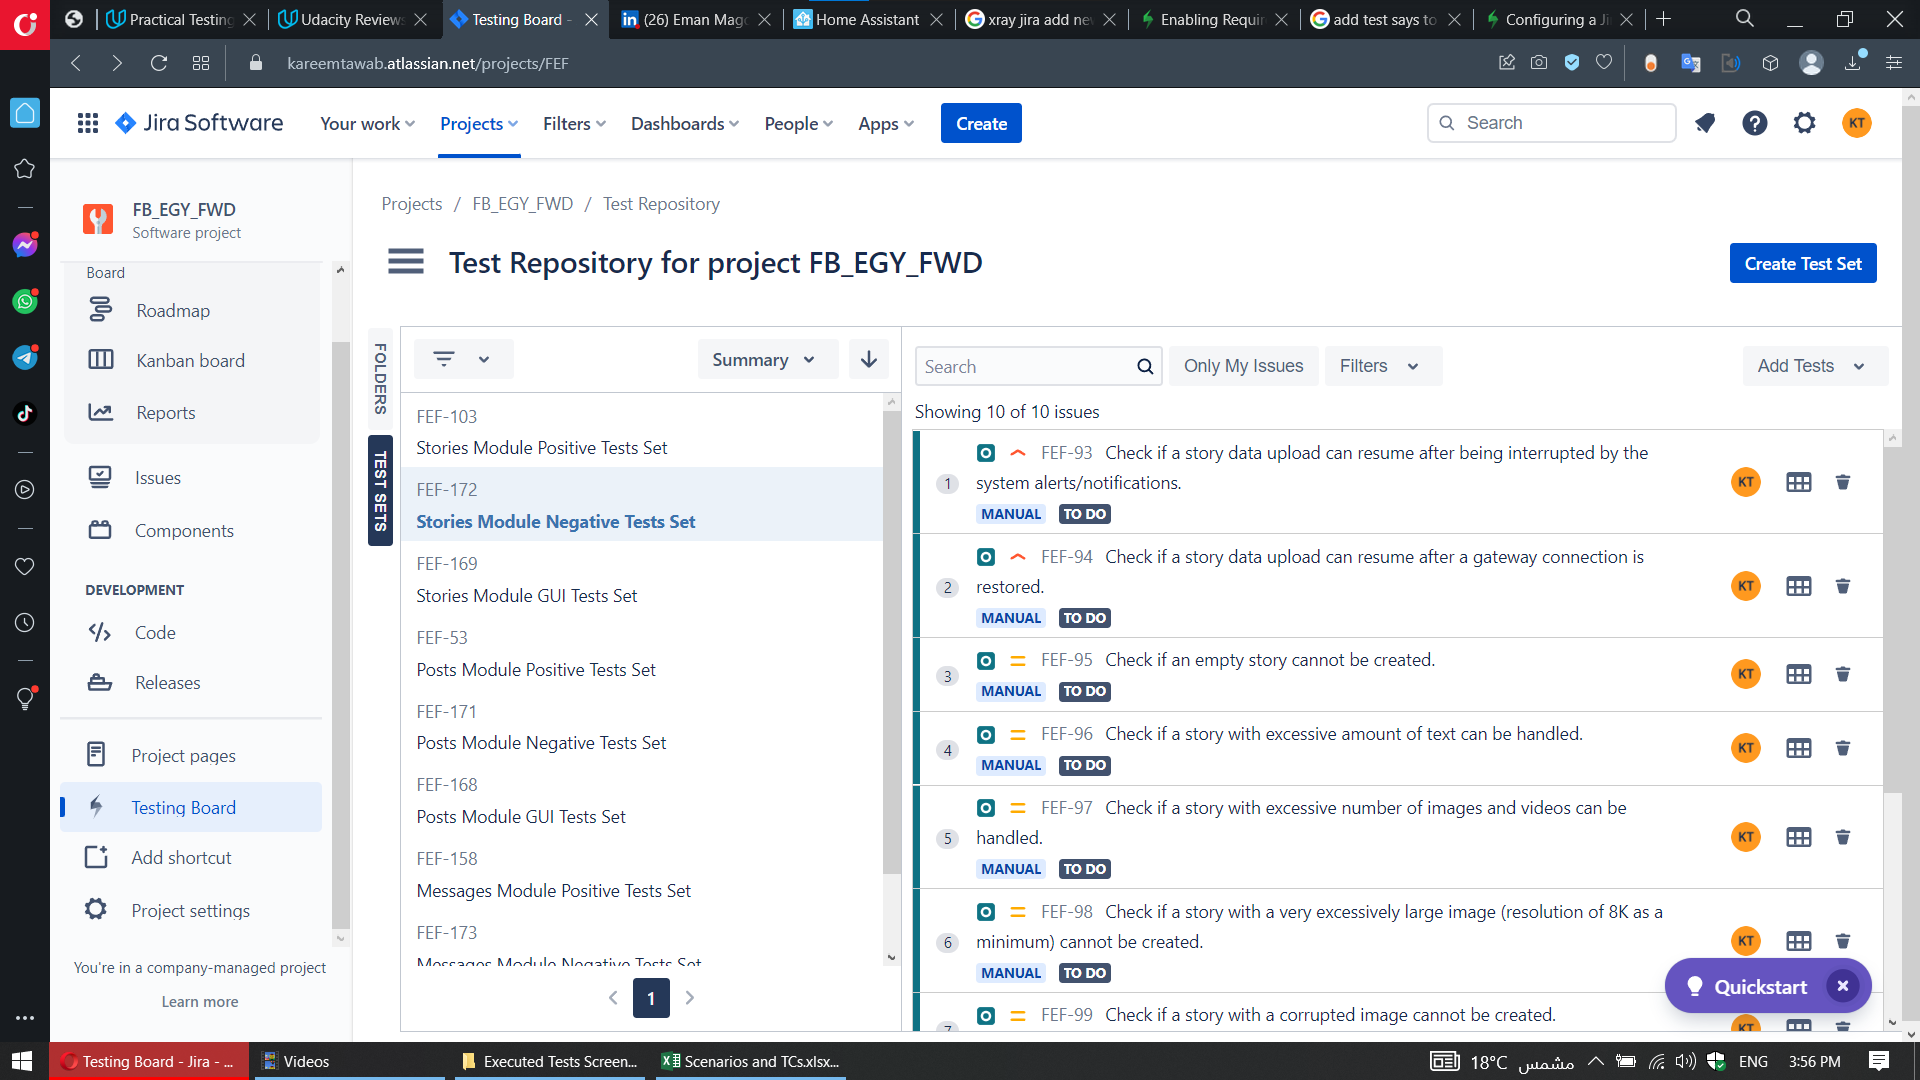 Practical Testing
Udacity Reviews
Testing Board -
(26) Eman Mago
Home Assistant
xray jira add new
Enabling Requir
add test says to
Configuring a Ji
kareemtawab.atlassian.net/projects/FEF
Jira Software
Your work
Projects
Filters
Dashboards
People
Apps
Create
Search
KT
FB_EGY_FWD
Software project
Board
Roadmap
Kanban board
Reports
Issues
Components
DEVELOPMENT
Code
Releases
Project pages
Testing Board
Add shortcut
Project settings
You're in a company-managed project
Learn more
Projects / FB_EGY_FWD / Test Repository
Test Repository for project FB_EGY_FWD
Create Test Set
FOLDERS
TEST SETS
Summary
FEF-103
Stories Module Positive Tests Set
FEF-172
Stories Module Negative Tests Set
FEF-169
Stories Module GUI Tests Set
FEF-53
Posts Module Positive Tests Set
FEF-171
Posts Module Negative Tests Set
FEF-168
Posts Module GUI Tests Set
FEF-158
Messages Module Positive Tests Set
FEF-173
Messages Module Negative Tests Set
1
Search
Only My Issues
Filters
Add Tests
Showing 10 of 10 issues
1
FEF-93 Check if a story data upload can resume after being interrupted by the
system alerts/notifications.
MANUAL TO DO
KT
2
FEF-94 Check if a story data upload can resume after a gateway connection is
restored.
MANUAL TO DO
KT
3
FEF-95 Check if an empty story cannot be created.
MANUAL TO DO
KT
4
FEF-96 Check if a story with excessive amount of text can be handled.
MANUAL TO DO
KT
5
FEF-97 Check if a story with excessive number of images and videos can be
handled.
MANUAL TO DO
KT
6
FEF-98 Check if a story with a very excessively large image (resolution of 8K as a
minimum) cannot be created.
MANUAL TO DO
KT
7
FEF-99 Check if a story with a corrupted image cannot be created.
KT
Quickstart
Testing Board - Jira - ...
Videos
Executed Tests Screen...
Scenarios and TCs.xlsx...
18°C مشمس
ENG
3:56 PM